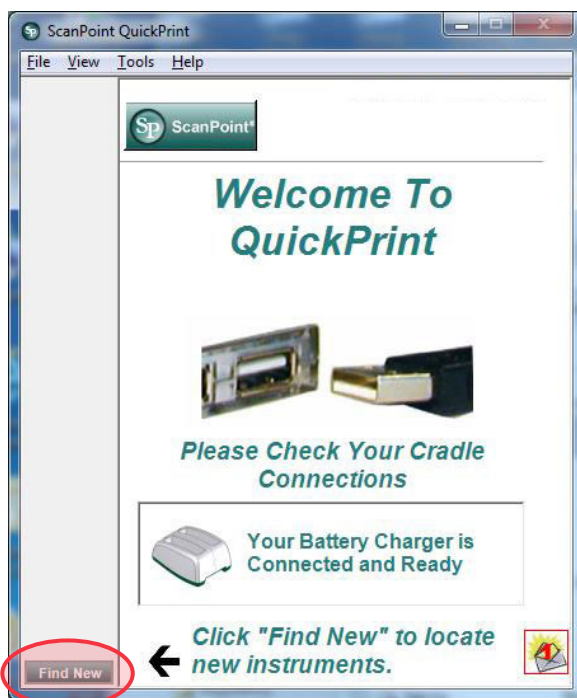 ScanPoint QuickPrint
File View Tools Help
Sp ScanPoint®
Welcome To
QuickPrint
Please Check Your Cradle
Connections
Your Battery Charger is
Connected and Ready
Click "Find New" to locate
new instruments.
Find New